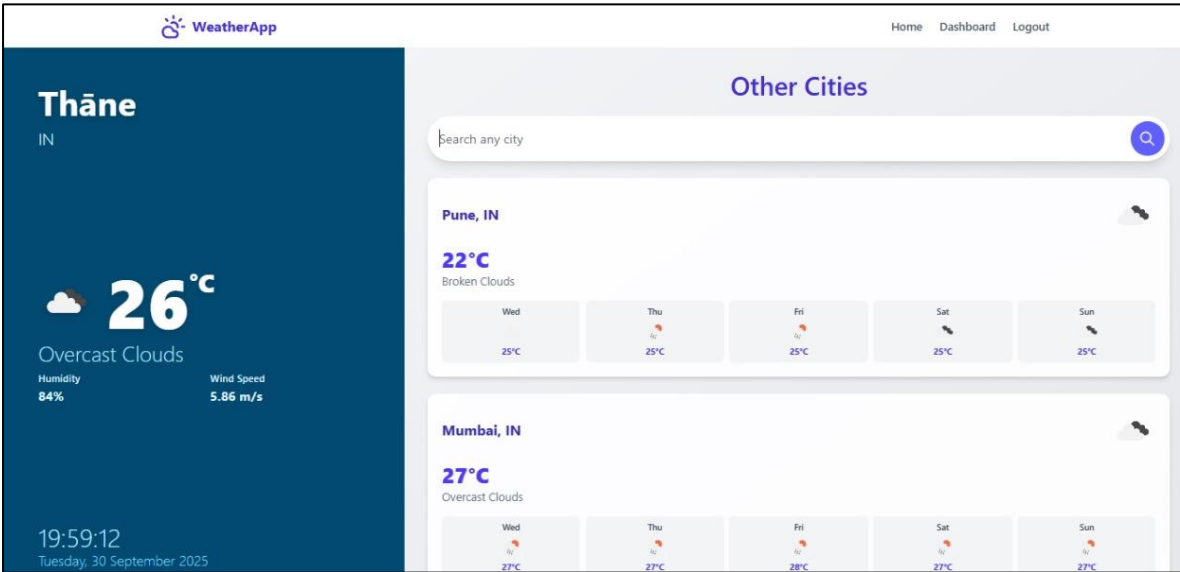 WeatherApp
Home Dashboard Logout
Thāne
IN
26°C
Overcast Clouds
Humidity Wind Speed
84% 5.86 m/s
19:59:12
Tuesday, 30 September 2025
Other Cities
Search any city
Pune, IN
22°C
Broken Clouds
Wed Thu Fri Sat Sun
25°C 25°C 25°C 25°C 25°C
Mumbai, IN
27°C
Overcast Clouds
Wed Thu Fri Sat Sun
27°C 27°C 28°C 27°C 27°C